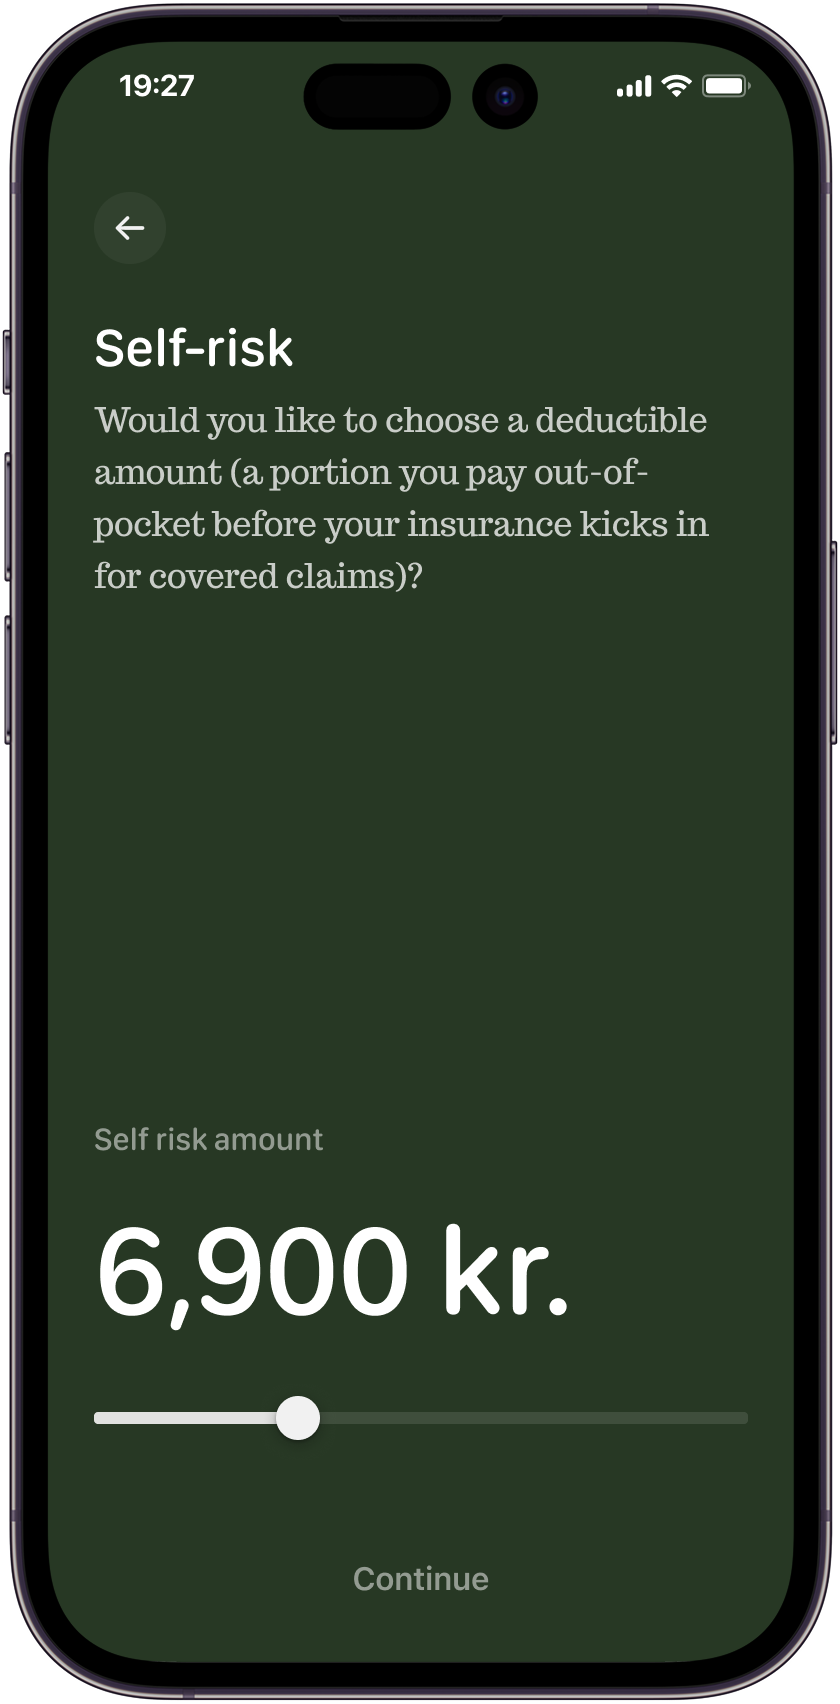 19:27
Self-risk
Would you like to choose a deductible
amount (a portion you pay out-of-
pocket before your insurance kicks in
for covered claims)?
Self risk amount
6,900 kr.
Continue